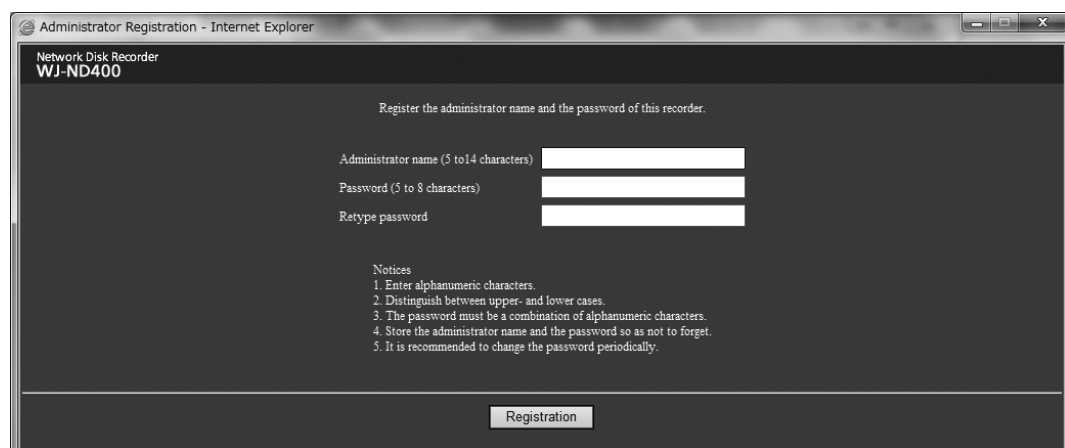 Administrator Registration - Internet Explorer
Network Disk Recorder
WJ-ND400
Register the administrator name and the password of this recorder.
Administrator name (5 to14 characters)
Password (5 to 8 characters)
Retype password
Notices
1. Enter alphanumeric characters.
2. Distinguish between upper- and lower cases.
3. The password must be a combination of alphanumeric characters.
4. Store the administrator name and the password so as not to forget.
5. It is recommended to change the password periodically.
Registration